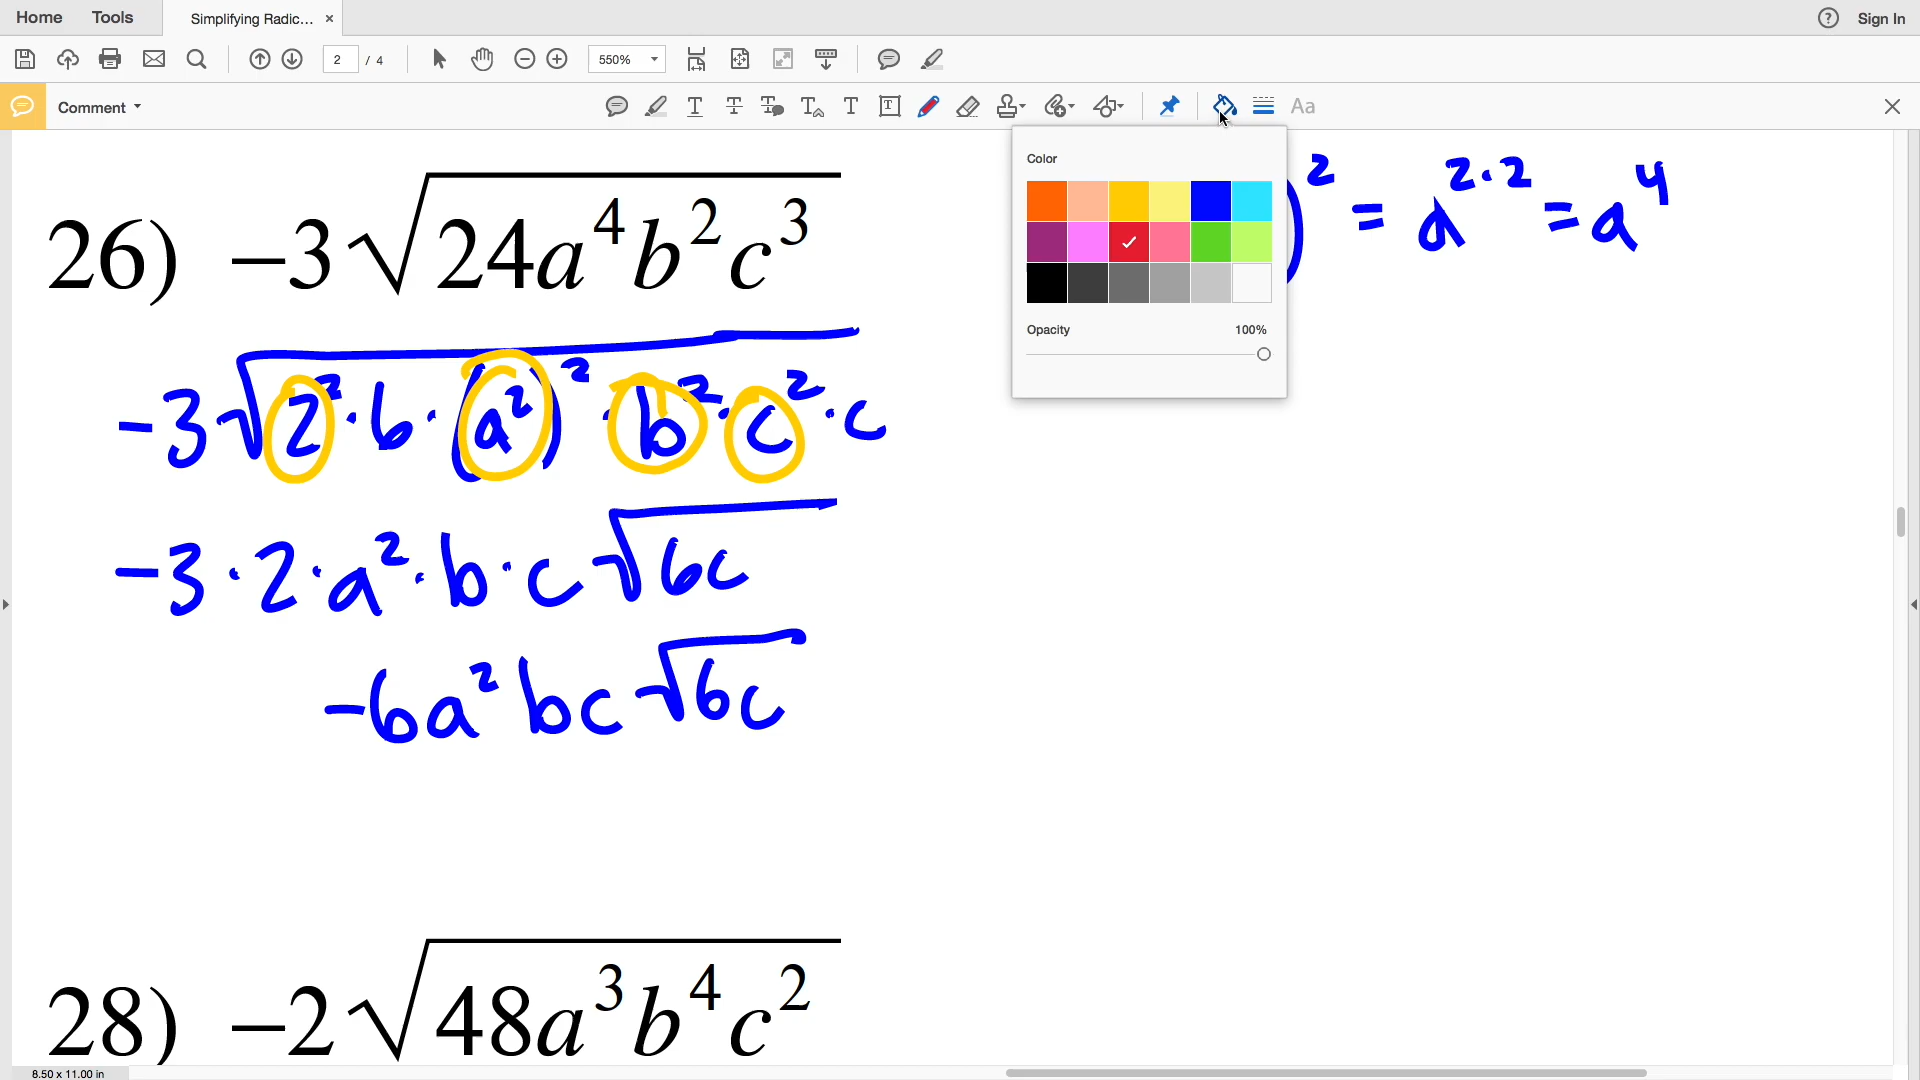 Home Tools Simplifying Radic... × ? Sign In
2 / 4 550%
Comment Aa
Color
Opacity 100%
26) −3√(24a⁴b²c³)
)² = a^(2·2) = a⁴
-3√(2²·6·(a²)²·b²·c²·c)
-3·2·a²·b·c√(6c)
-6a²bc√(6c)
28) −2√(48a³b⁴c²)
8.50 x 11.00 in